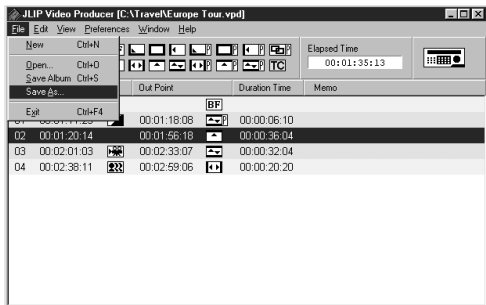 JLIP Video Producer [C:\Travel\Europe Tour.vpd]
File Edit View Preferences Window Help
New Ctrl+N
Open... Ctrl+O
Save Album Ctrl+S
Save As...
Exit Ctrl+F4
P P P P P
P P P TC
Elapsed Time
00:01:35:13
Out Point Duration Time Memo
BF
00:01:18:08 P 00:00:06:10
02 00:01:20:14 00:01:56:18 00:00:36:04
03 00:02:01:03 00:02:33:07 00:00:32:04
04 00:02:38:11 00:02:59:06 00:00:20:20